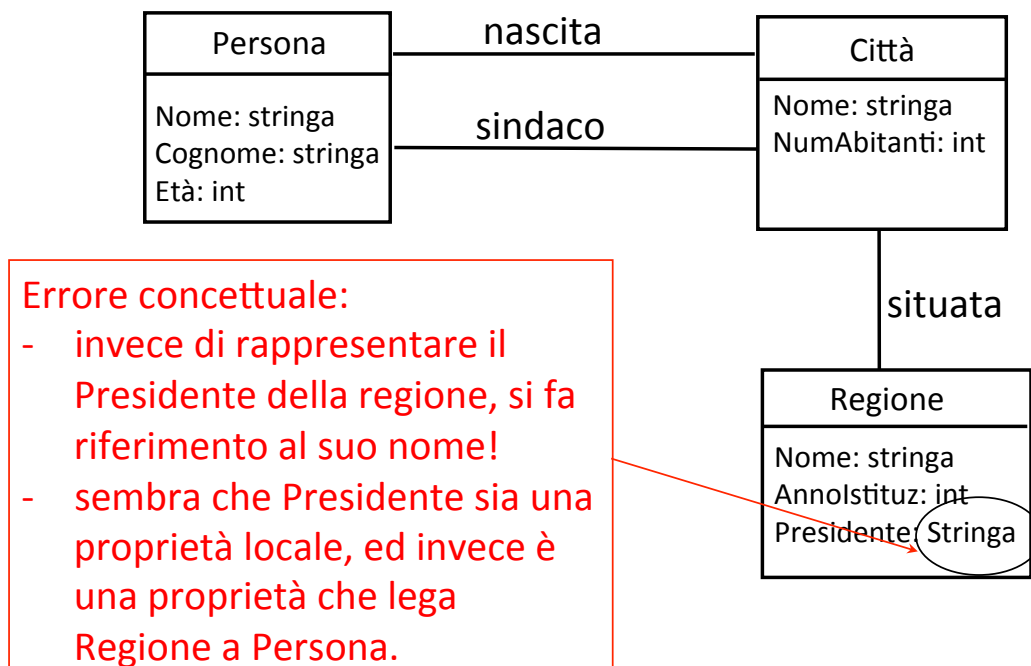 Persona
nascita
Città
Nome: stringa
Cognome: stringa
Età: int
sindaco
Nome: stringa
NumAbitanti: int
situata
Errore concettuale:
- invece di rappresentare il
Presidente della regione, si fa
riferimento al suo nome!
- sembra che Presidente sia una
proprietà locale, ed invece è
una proprietà che lega
Regione a Persona.
Regione
Nome: stringa
AnnoIstituz: int
Presidente: Stringa